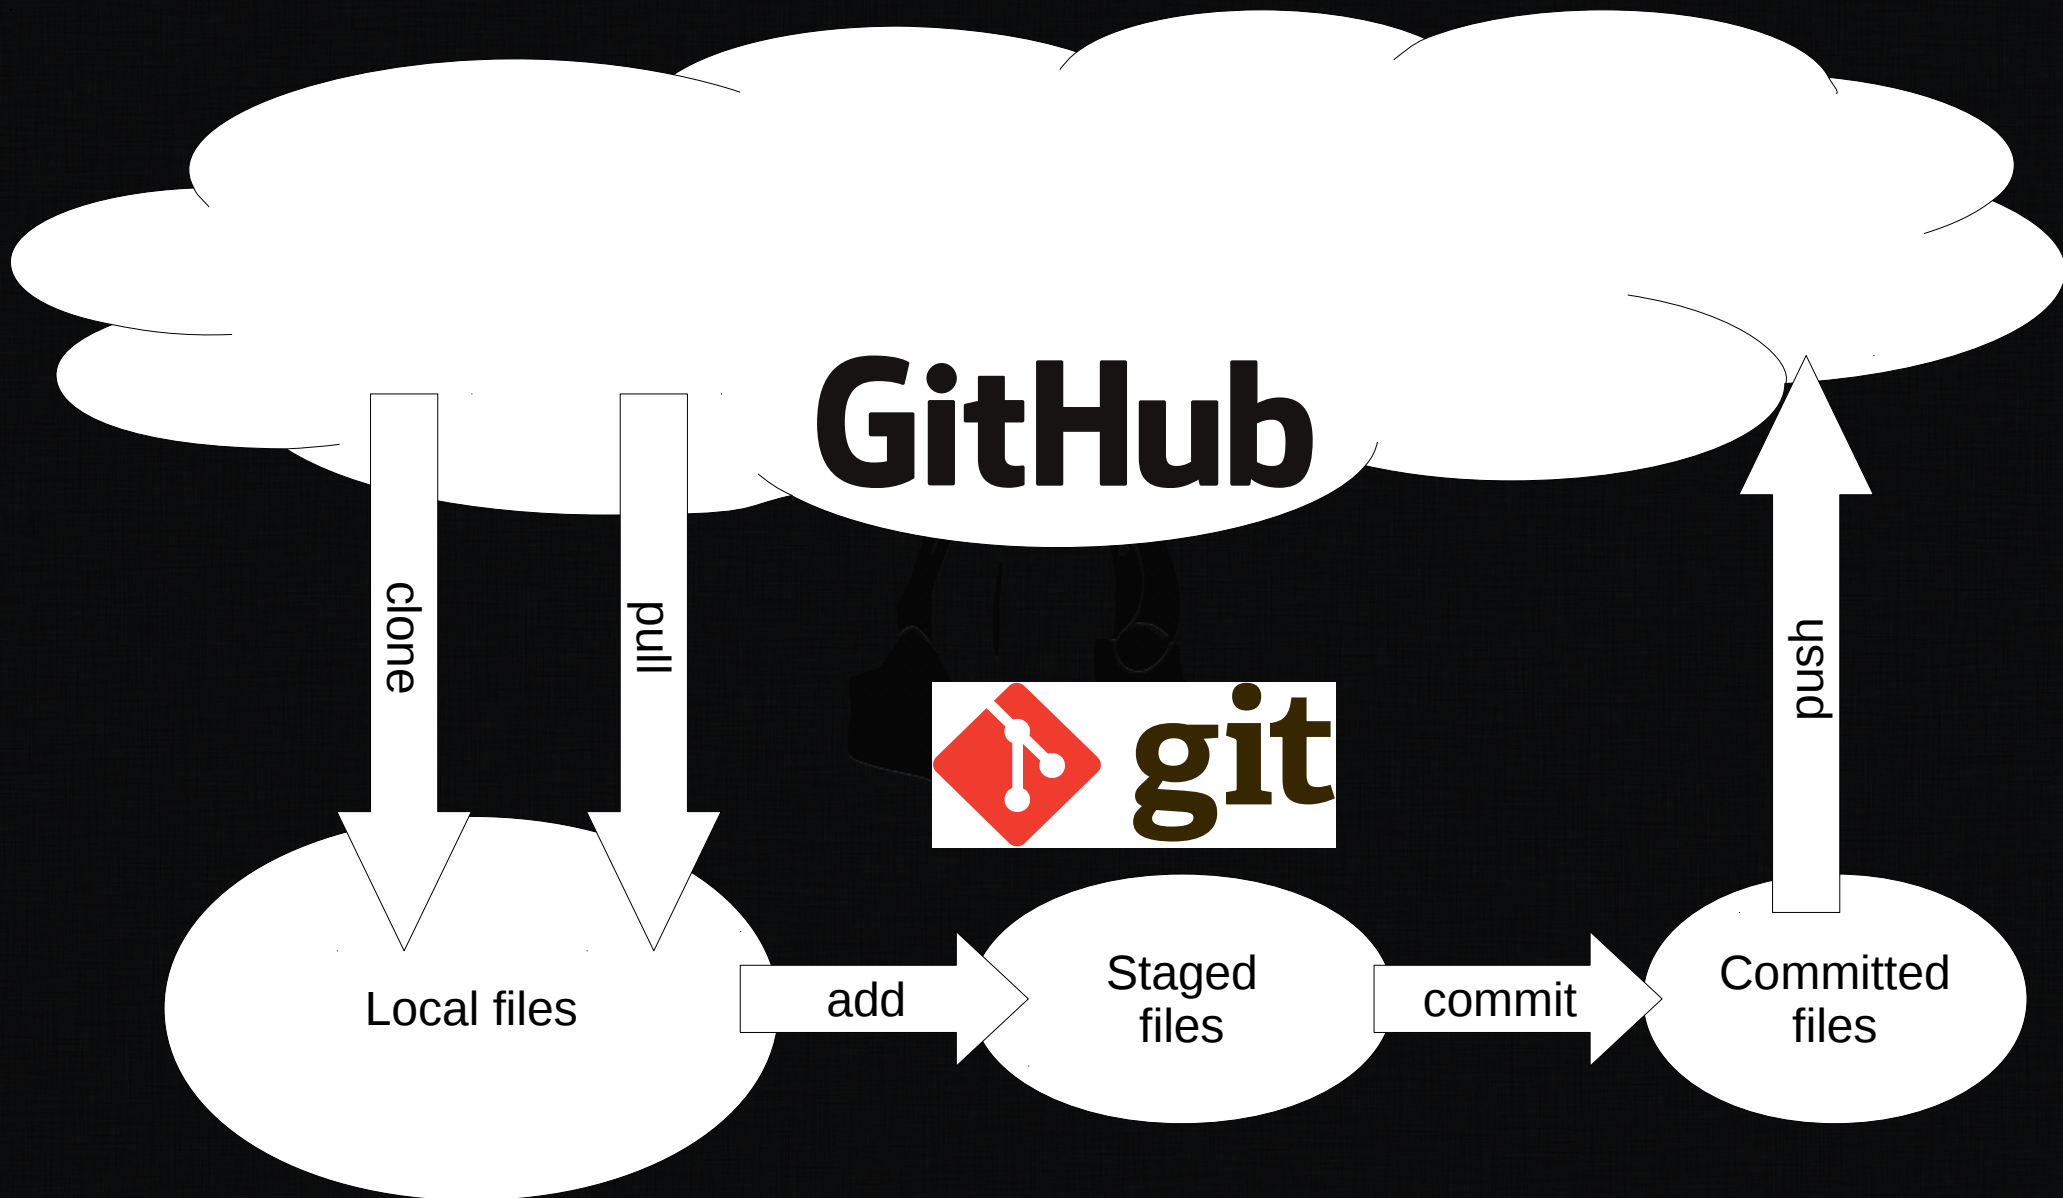 GitHub
clone
pull
push
git
Local files
add
Staged
files
commit
Committed
files